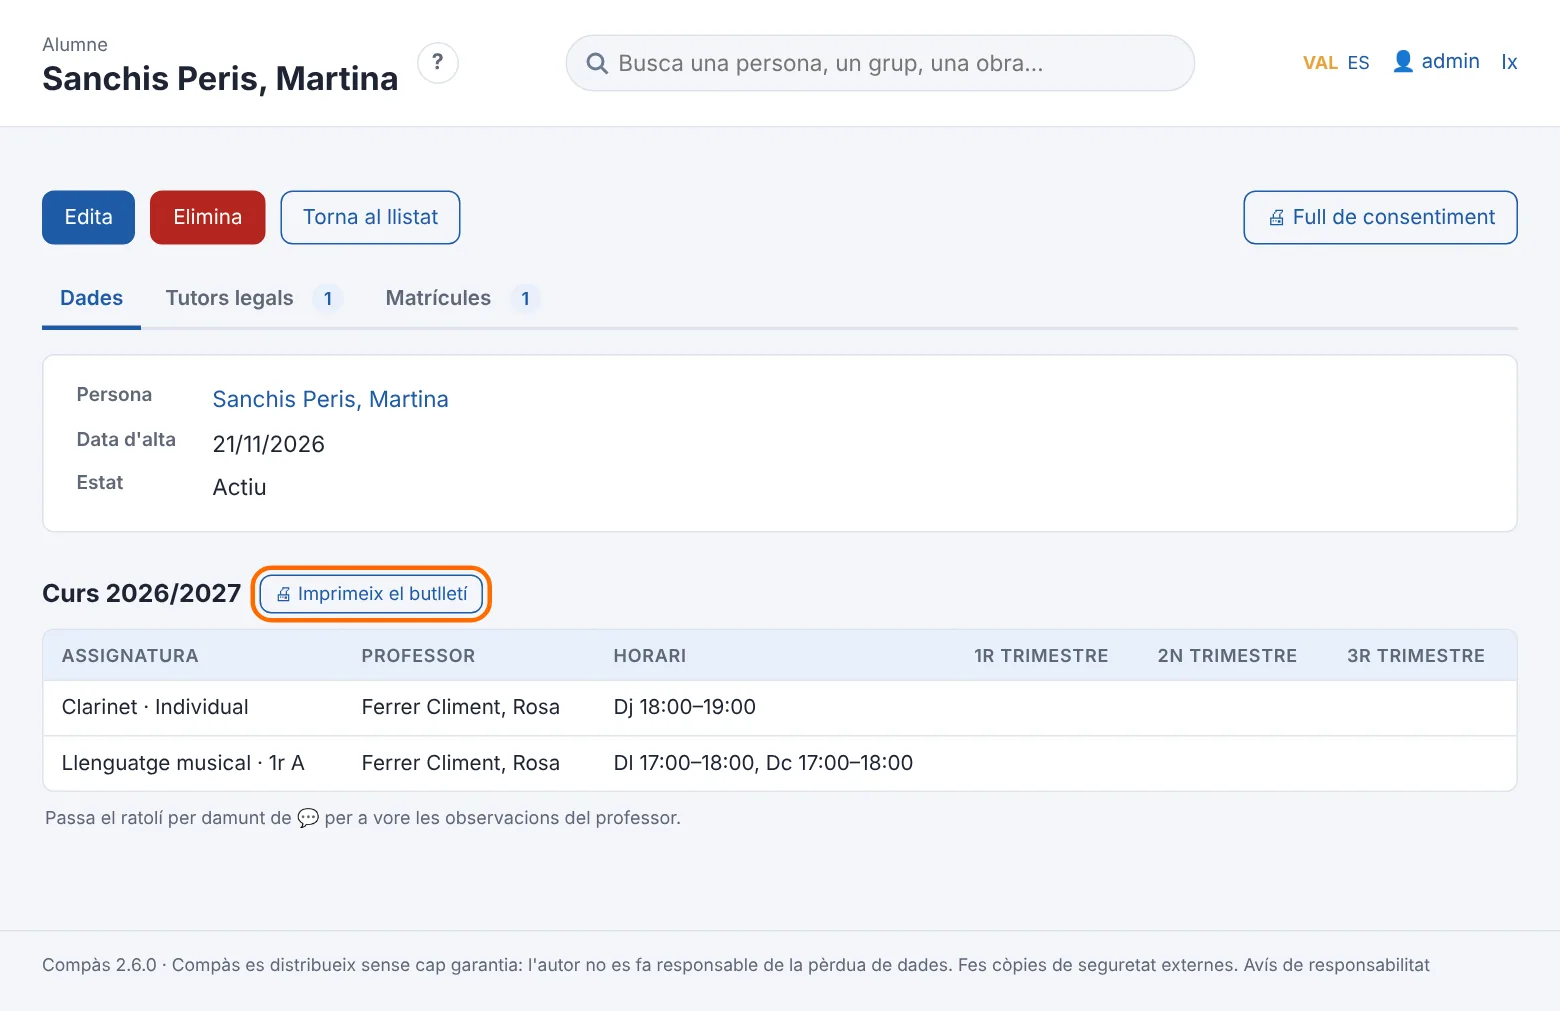 Alumne
Sanchis Peris, Martina
?
Busca una persona, un grup, una obra...
VAL ES admin Ix
Edita Elimina Torna al llistat Full de consentiment
Dades Tutors legals 1 Matrícules 1
Persona Sanchis Peris, Martina
Data d'alta 21/11/2026
Estat Actiu
Curs 2026/2027 Imprimeix el butlletí
ASSIGNATURA PROFESSOR HORARI 1R TRIMESTRE 2N TRIMESTRE 3R TRIMESTRE
Clarinet · Individual Ferrer Climent, Rosa Dj 18:00–19:00
Llenguatge musical · 1r A Ferrer Climent, Rosa Dl 17:00–18:00, Dc 17:00–18:00
Passa el ratolí per damunt de 💬 per a vore les observacions del professor.
Compàs 2.6.0 · Compàs es distribueix sense cap garantia: l'autor no es fa responsable de la pèrdua de dades. Fes còpies de seguretat externes. Avís de responsabilitat